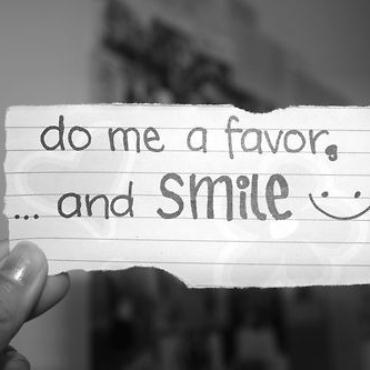 do me a favor,
... and smile